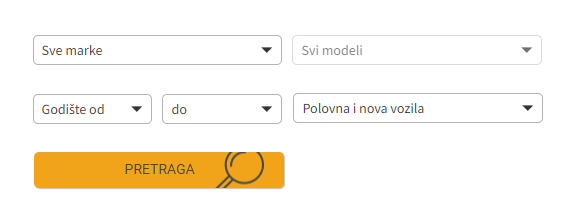 Sve marke
Svi modeli
Godište od
do
Polovna i nova vozila
PRETRAGA